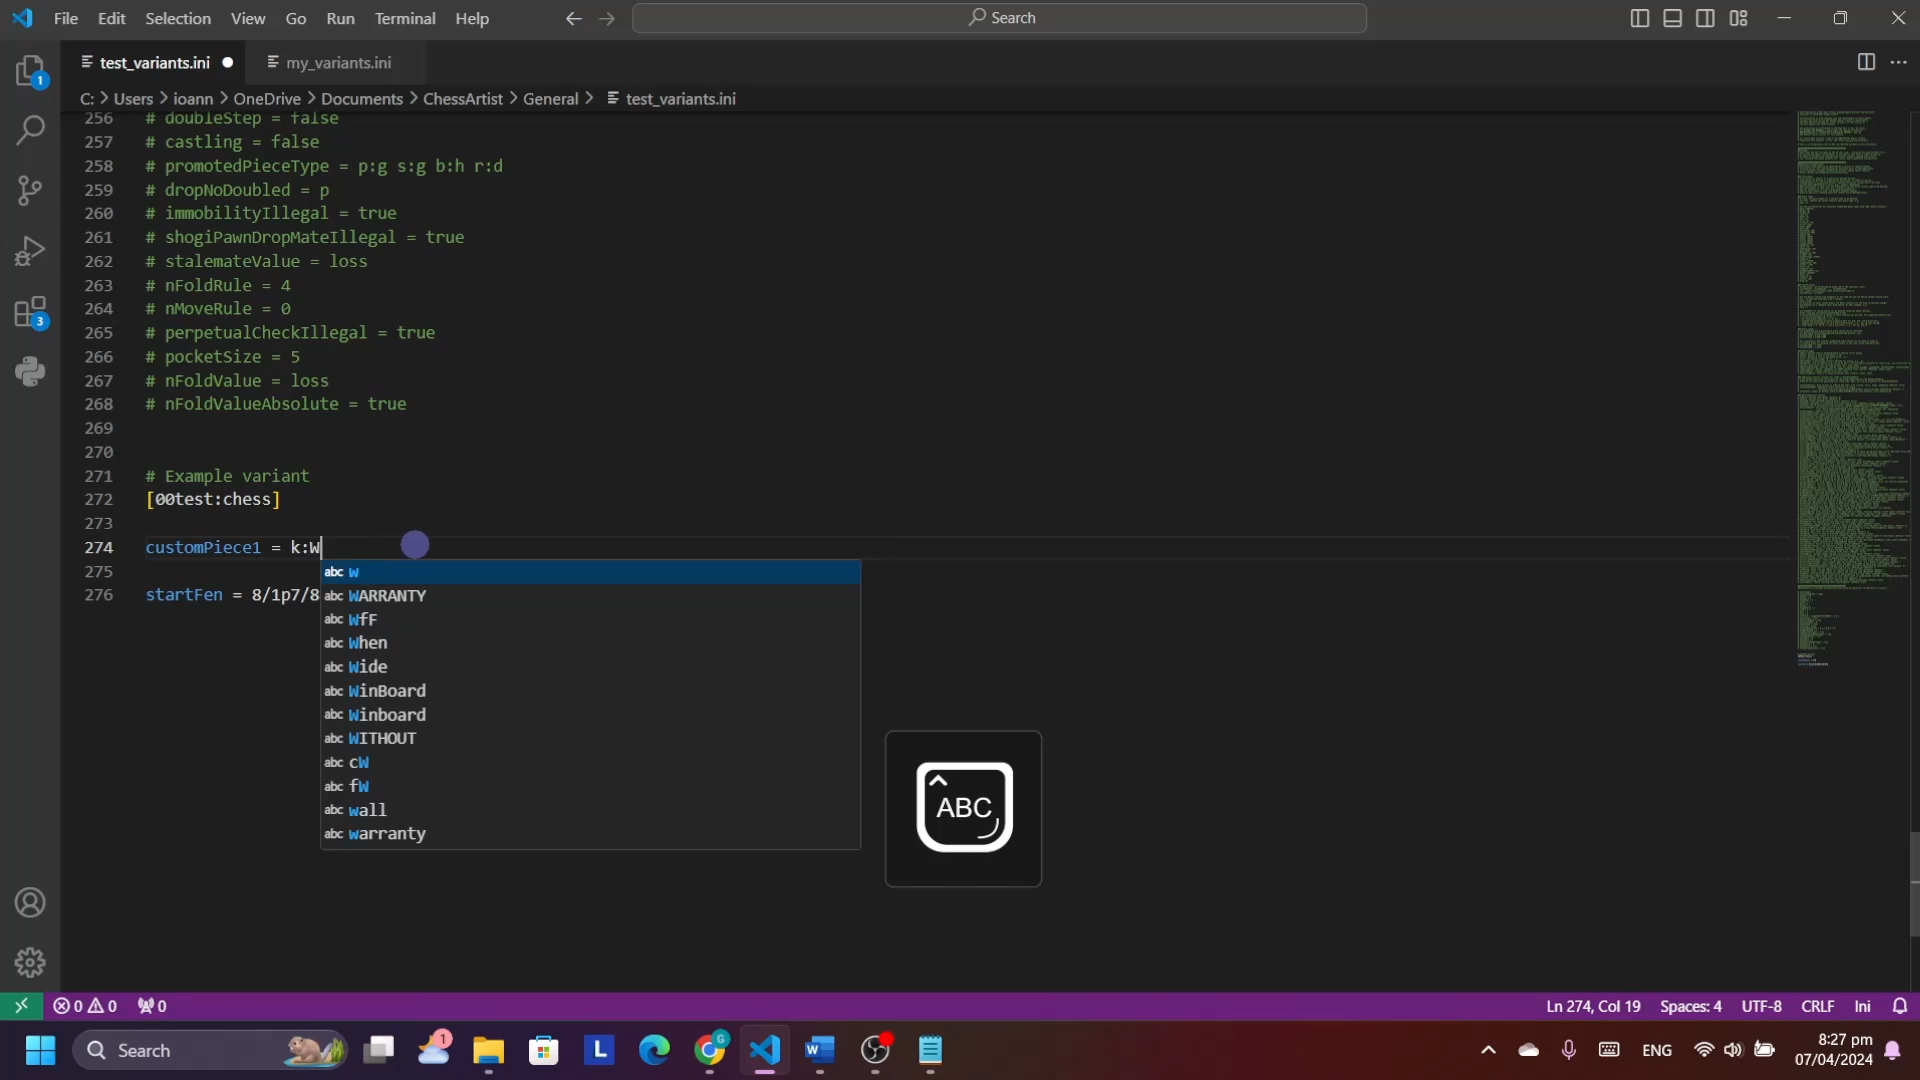 File Edit Selection View Go Run Terminal Help
Search
test_variants.ini
my_variants.ini
C: > Users > ioann > OneDrive > Documents > ChessArtist > General > test_variants.ini
256 # doubleStep = false
257 # castling = false
258 # promotedPieceType = p:g s:g b:h r:d
259 # dropNoDoubled = p
260 # immobilityIllegal = true
261 # shogiPawnDropMateIllegal = true
262 # stalemateValue = loss
263 # nFoldRule = 4
264 # nMoveRule = 0
265 # perpetualCheckIllegal = true
266 # pocketSize = 5
267 # nFoldValue = loss
268 # nFoldValueAbsolute = true
269
270
271 # Example variant
272 [00test:chess]
273
274 customPiece1 = k:W
275
276 startFen = 8/1p7/8
abc W
abc WARRANTY
abc WfF
abc When
abc Wide
abc WinBoard
abc Winboard
abc WITHOUT
abc cW
abc fW
abc wall
abc warranty
ABC
1
3
0 0 0
Ln 274, Col 19 Spaces: 4 UTF-8 CRLF Ini
Search
1
L
G
W
ENG
8:27 pm
07/04/2024